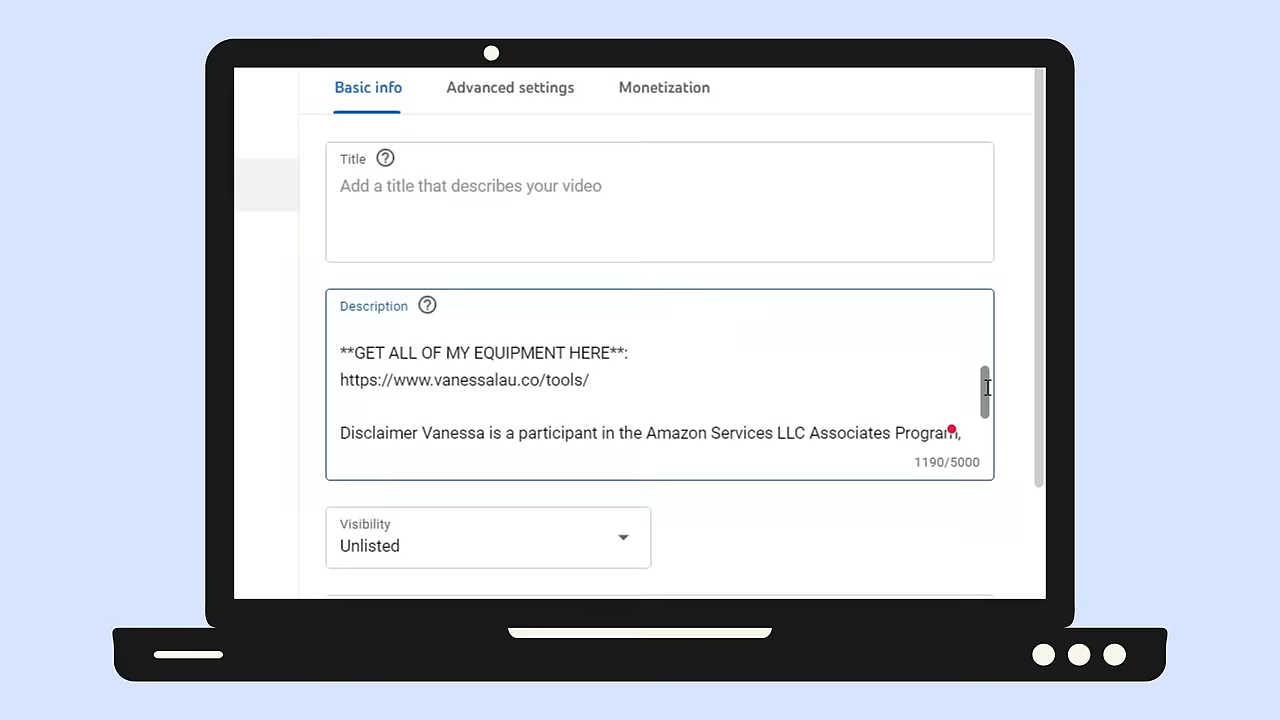 Basic info Advanced settings Monetization
Title
Add a title that describes your video
Description
**GET ALL OF MY EQUIPMENT HERE**:
https://www.vanessalau.co/tools/
Disclaimer Vanessa is a participant in the Amazon Services LLC Associates Program,
1190/5000
Visibility
Unlisted